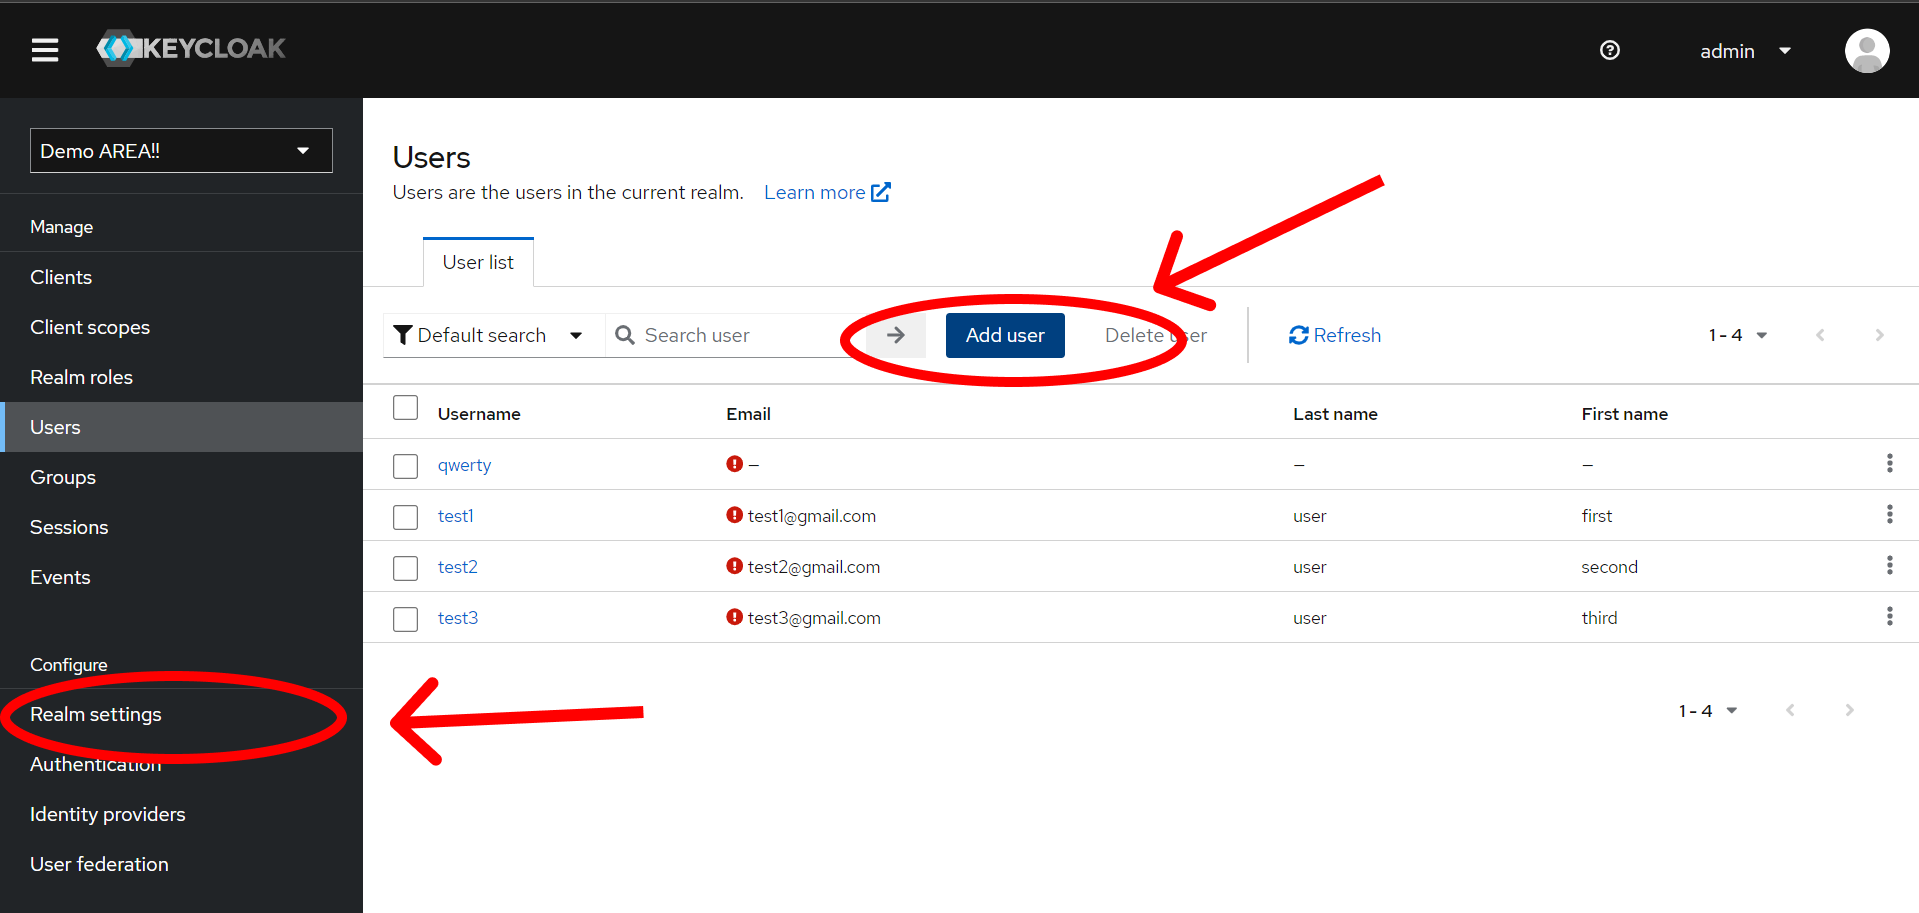 KEYCLOAK
admin
Demo AREA!!
Manage
Clients
Client scopes
Realm roles
Users
Groups
Sessions
Events
Configure
Realm settings
Authentication
Identity providers
User federation
Users
Users are the users in the current realm. Learn more
User list
Default search Search user Add user Delete user Refresh 1 - 4
Username Email Last name First name
qwerty – – –
test1 test1@gmail.com user first
test2 test2@gmail.com user second
test3 test3@gmail.com user third
1 - 4